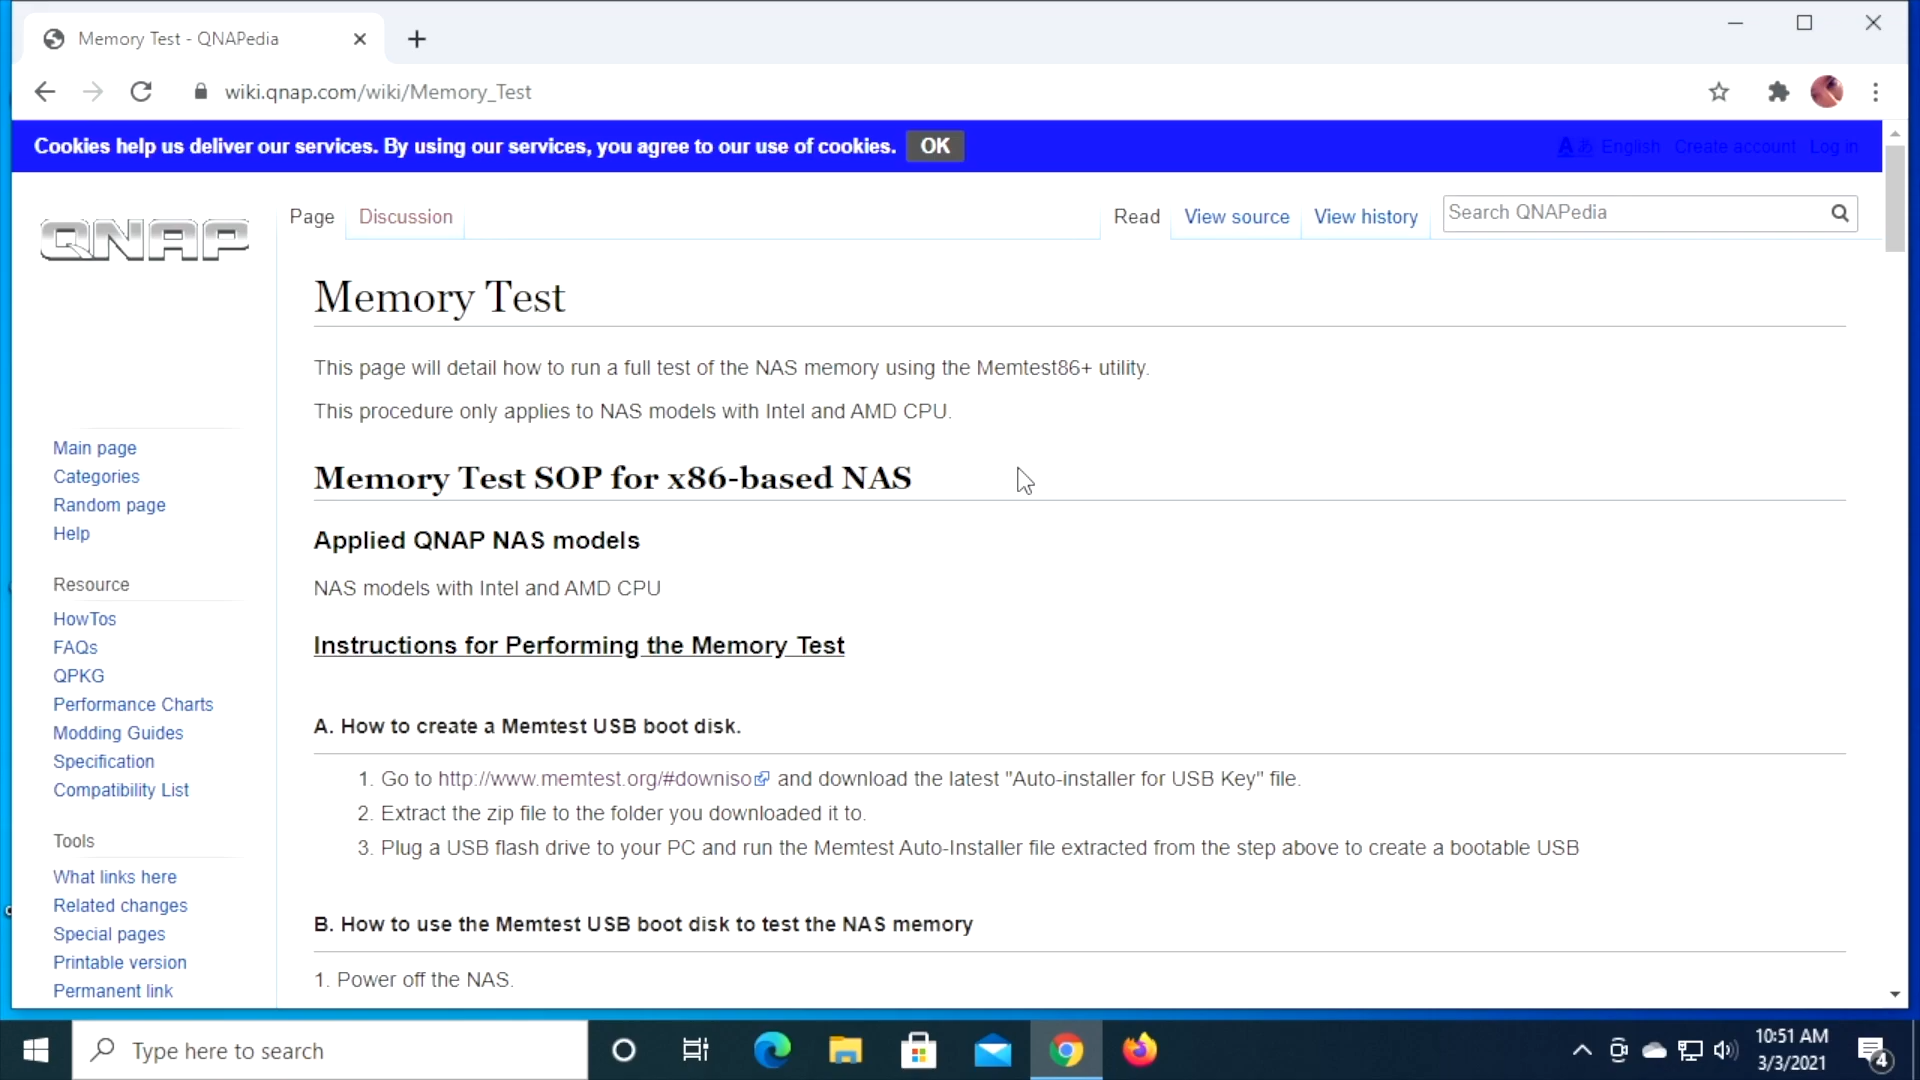 Memory Test - QNAPedia
wiki.qnap.com/wiki/Memory_Test
Cookies help us deliver our services. By using our services, you agree to our use of cookies. OK
Aあ English Create account Log in
QNAP
Page Discussion Read View source View history Search QNAPedia
Memory Test
This page will detail how to run a full test of the NAS memory using the Memtest86+ utility.
This procedure only applies to NAS models with Intel and AMD CPU.
Memory Test SOP for x86-based NAS
Applied QNAP NAS models
NAS models with Intel and AMD CPU
Instructions for Performing the Memory Test
A. How to create a Memtest USB boot disk.
1. Go to http://www.memtest.org/#downiso and download the latest "Auto-installer for USB Key" file.
2. Extract the zip file to the folder you downloaded it to.
3. Plug a USB flash drive to your PC and run the Memtest Auto-Installer file extracted from the step above to create a bootable USB
B. How to use the Memtest USB boot disk to test the NAS memory
1. Power off the NAS.
Main page
Categories
Random page
Help
Resource
HowTos
FAQs
QPKG
Performance Charts
Modding Guides
Specification
Compatibility List
Tools
What links here
Related changes
Special pages
Printable version
Permanent link
Type here to search
10:51 AM
3/3/2021
4